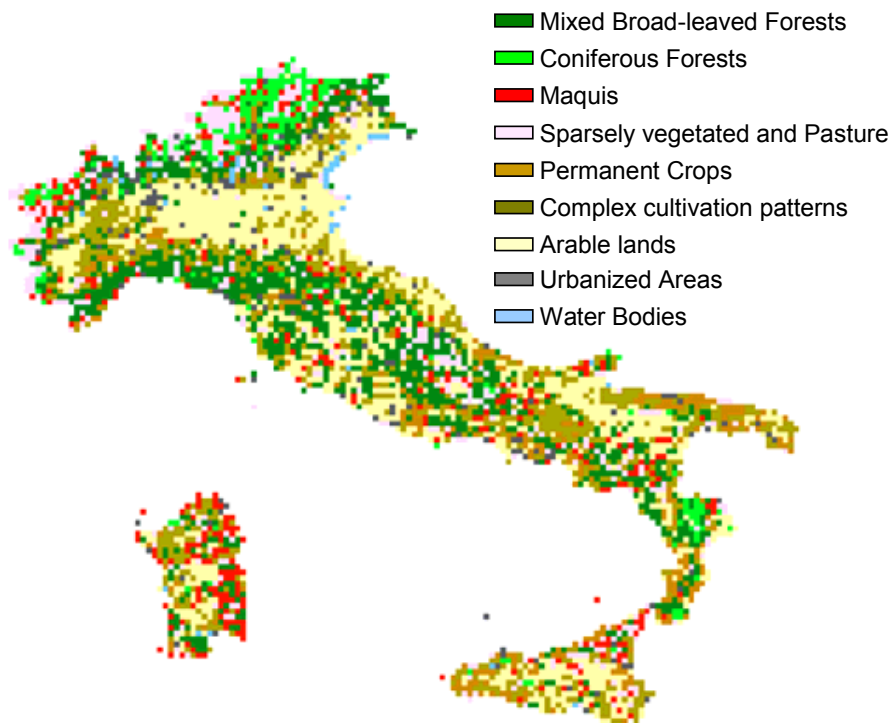 Mixed Broad-leaved Forests
Coniferous Forests
Maquis
Sparsely vegetated and Pasture
Permanent Crops
Complex cultivation patterns
Arable lands
Urbanized Areas
Water Bodies